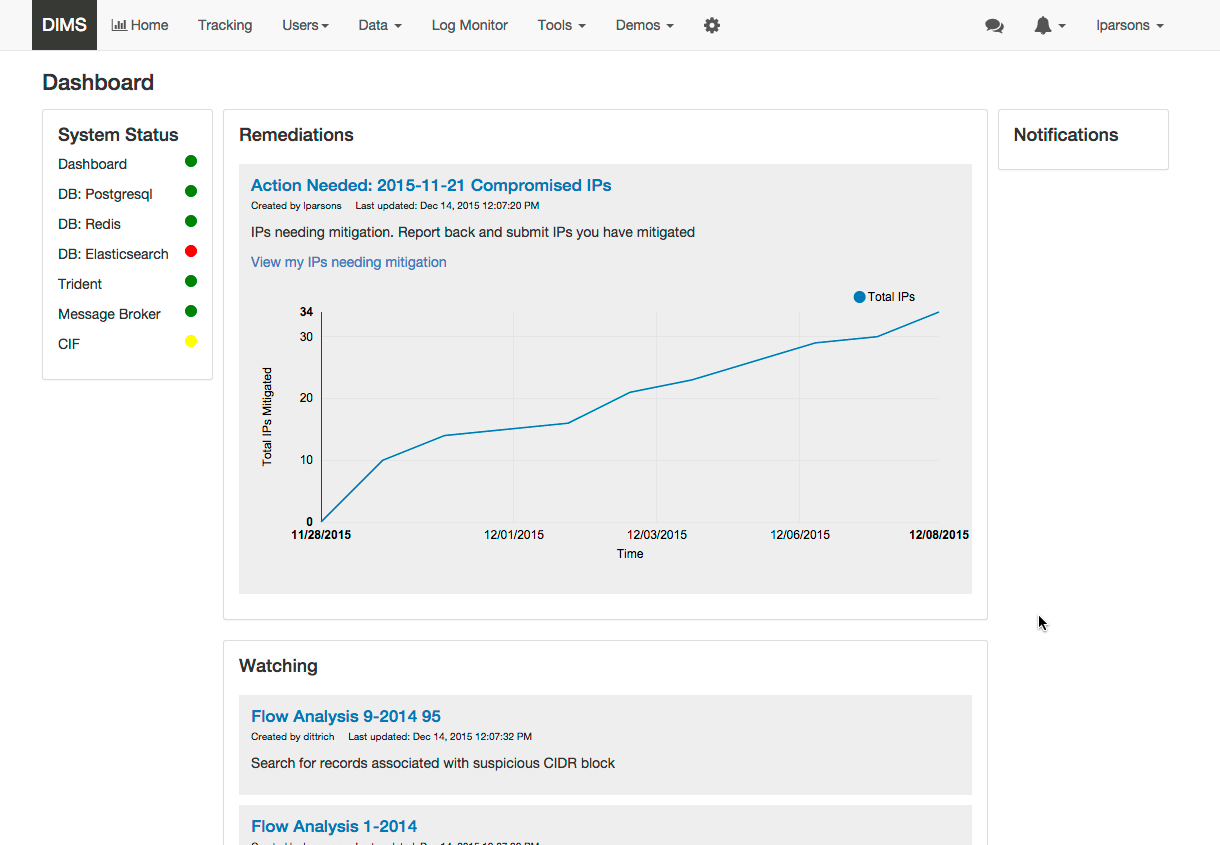 DIMS Home Tracking Users Data Log Monitor Tools Demos lparsons
Dashboard
System Status
Dashboard
DB: Postgresql
DB: Redis
DB: Elasticsearch
Trident
Message Broker
CIF
Remediations
Action Needed: 2015-11-21 Compromised IPs
Created by lparsons Last updated: Dec 14, 2015 12:07:20 PM
IPs needing mitigation. Report back and submit IPs you have mitigated
View my IPs needing mitigation
Total IPs
34
30
20
10
0
Total IPs Mitigated
11/28/2015 12/01/2015 12/03/2015 12/06/2015 12/08/2015
Time
Watching
Flow Analysis 9-2014 95
Created by dittrich Last updated: Dec 14, 2015 12:07:32 PM
Search for records associated with suspicious CIDR block
Flow Analysis 1-2014
Notifications